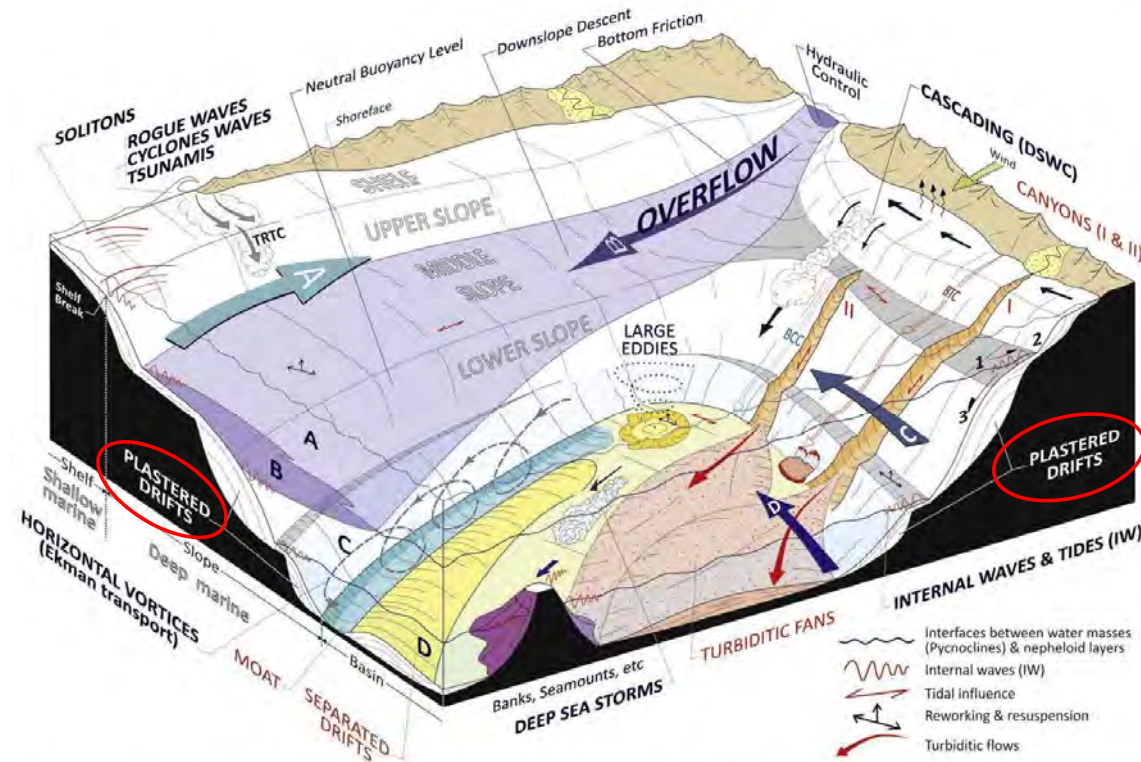 Neutral Buoyancy Level
Downslope Descent
Bottom Friction
Hydraulic
Control
CASCADING (DSWC)
Wind
CANYONS (I & II)
SOLITONS
ROGUE WAVES
CYCLONES WAVES
TSUNAMIS
Shoreface
TRTC
SHELF
UPPER SLOPE
MIDDLE
SLOPE
LOWER SLOPE
A
OVERFLOW
B
Shelf
Break
LARGE
EDDIES
BTC
BCC
II
I
1
2
3
C
D
A
B
C
D
PLASTERED
DRIFTS
PLASTERED
DRIFTS
Shelf
Shallow
marine
Slope
Deep marine
Basin
HORIZONTAL VORTICES
(Ekman transport)
MOAT
SEPARATED
DRIFTS
Banks, Seamounts, etc
DEEP SEA STORMS
TURBIDITIC FANS
INTERNAL WAVES & TIDES (IW)
Interfaces between water masses
(Pycnoclines) & nepheloid layers
Internal waves (IW)
Tidal influence
Reworking & resuspension
Turbiditic flows